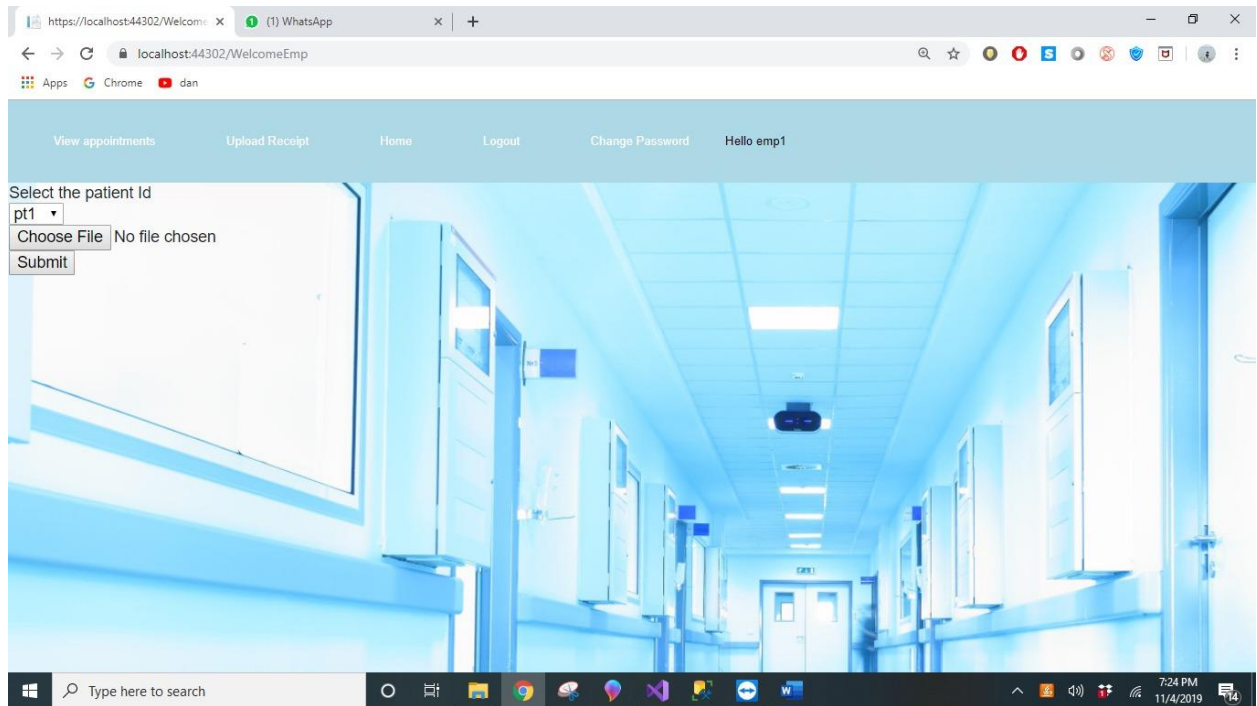 https://localhost:44302/Welcome
1 (1) WhatsApp
localhost:44302/WelcomeEmp
Apps Chrome dan
View appointments Upload Receipt Home Logout Change Password Hello emp1
Select the patient Id
pt1
Choose File No file chosen
Submit
Type here to search
7:24 PM
11/4/2019
14